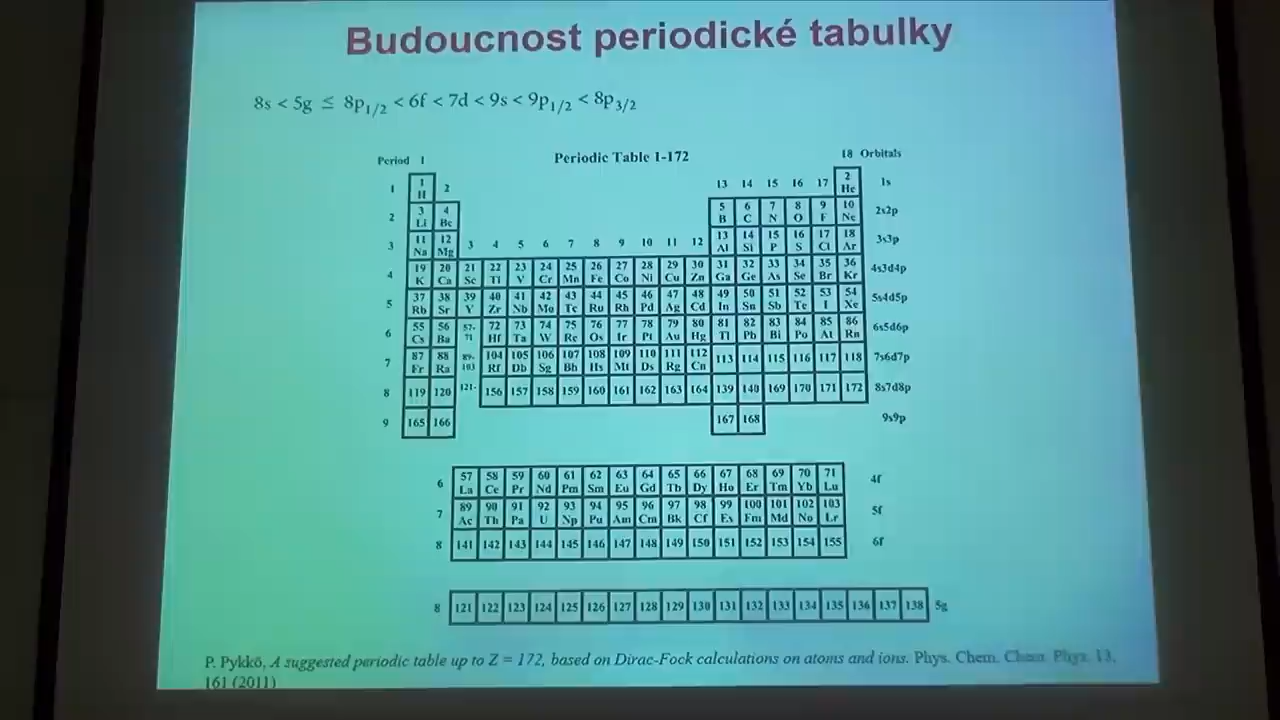 Budoucnost periodické tabulky
8s < 5g ≤ 8p1/2 < 6f < 7d < 9s < 9p1/2 < 8p3/2
Periodic Table 1-172
Period 1 18 Orbitals
1 1 2 13 14 15 16 17 2 1s
H He
2 3 4 5 6 7 8 9 10 2s2p
Li Be B C N O F Ne
3 11 12 3 4 5 6 7 8 9 10 11 12 13 14 15 16 17 18 3s3p
Na Mg Al Si P S Cl Ar
4 19 20 21 22 23 24 25 26 27 28 29 30 31 32 33 34 35 36 4s3d4p
K Ca Sc Ti V Cr Mn Fe Co Ni Cu Zn Ga Ge As Se Br Kr
5 37 38 39 40 41 42 43 44 45 46 47 48 49 50 51 52 53 54 5s4d5p
Rb Sr Y Zr Nb Mo Tc Ru Rh Pd Ag Cd In Sn Sb Te I Xe
6 55 56 57- 72 73 74 75 76 77 78 79 80 81 82 83 84 85 86 6s5d6p
Cs Ba 71 Hf Ta W Re Os Ir Pt Au Hg Tl Pb Bi Po At Rn
7 87 88 89- 104 105 106 107 108 109 110 111 112 113 114 115 116 117 118 7s6d7p
Fr Ra 103 Rf Db Sg Bh Hs Mt Ds Rg Cn
8 119 120 121- 156 157 158 159 160 161 162 163 164 139 140 169 170 171 172 8s7d8p
9 165 166 167 168 9s9p
6 57 58 59 60 61 62 63 64 65 66 67 68 69 70 71 4f
La Ce Pr Nd Pm Sm Eu Gd Tb Dy Ho Er Tm Yb Lu
7 89 90 91 92 93 94 95 96 97 98 99 100 101 102 103 5f
Ac Th Pa U Np Pu Am Cm Bk Cf Es Fm Md No Lr
8 141 142 143 144 145 146 147 148 149 150 151 152 153 154 155 6f
8 121 122 123 124 125 126 127 128 129 130 131 132 133 134 135 136 137 138 5g
P. Pykkö, A suggested periodic table up to Z = 172, based on Dirac-Fock calculations on atoms and ions. Phys. Chem. Chem. Phys. 13,
161 (2011)